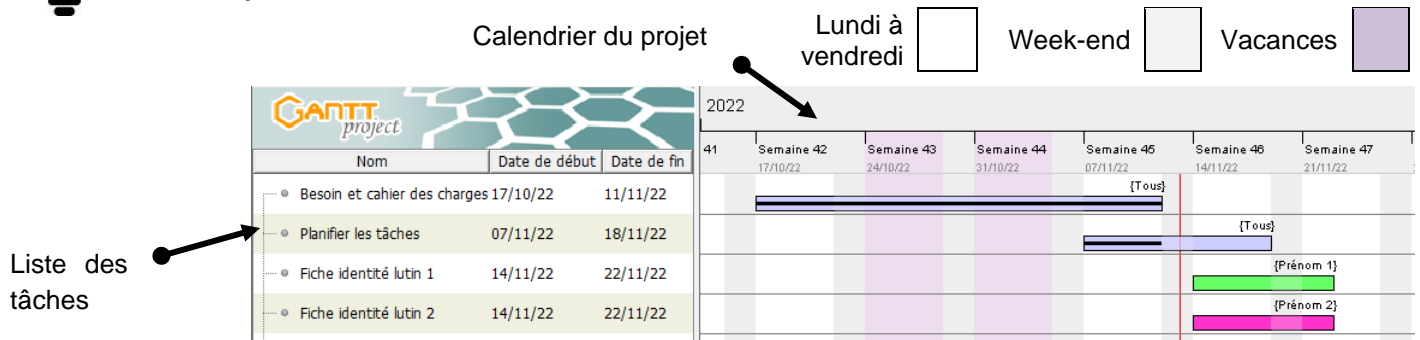 Calendrier du projet
Lundi à
vendredi
Week-end
Vacances
GANTT
project
2022
Nom
Date de début
Date de fin
41
Semaine 42
Semaine 43
Semaine 44
Semaine 45
Semaine 46
Semaine 47
17/10/22
24/10/22
31/10/22
07/11/22
14/11/22
21/11/22
Besoin et cahier des charges
17/10/22
11/11/22
{Tous}
Planifier les tâches
07/11/22
18/11/22
{Tous}
Liste des
tâches
Fiche identité lutin 1
14/11/22
22/11/22
{Prénom 1}
Fiche identité lutin 2
14/11/22
22/11/22
{Prénom 2}